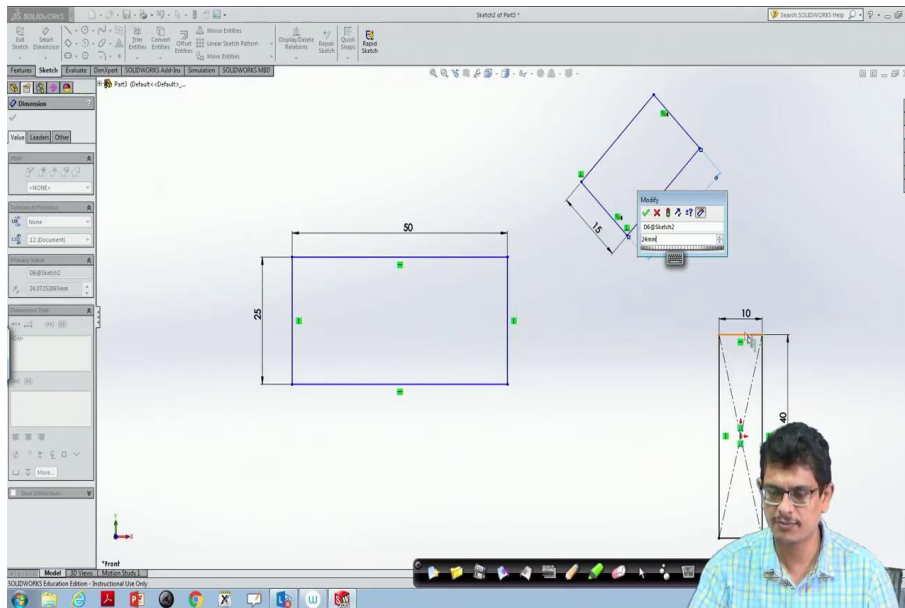 SOLIDWORKS
Sketch2 of Part3 *
Search SOLIDWORKS Help
Exit Sketch
Smart Dimension
Trim Entities
Convert Entities
Offset Entities
Mirror Entities
Linear Sketch Pattern
Move Entities
Display/Delete Relations
Repair Sketch
Quick Snaps
Rapid Sketch
Features Sketch Evaluate DimXpert SOLIDWORKS Add-Ins Simulation SOLIDWORKS MBD
Part3 (Default<<Default>_...
Dimension
Value Leaders Other
Style
<NONE>
Tolerance/Precision
None
.12 (Document)
Primary Value
D6@Sketch2
24.07252865mm
Dimension Text
More...
Dual Dimension
Modify
D6@Sketch2
24mm
15
50
25
10
40
Y
X
*Front
Model 3D Views Motion Study 1
SOLIDWORKS Education Edition - Instructional Use Only